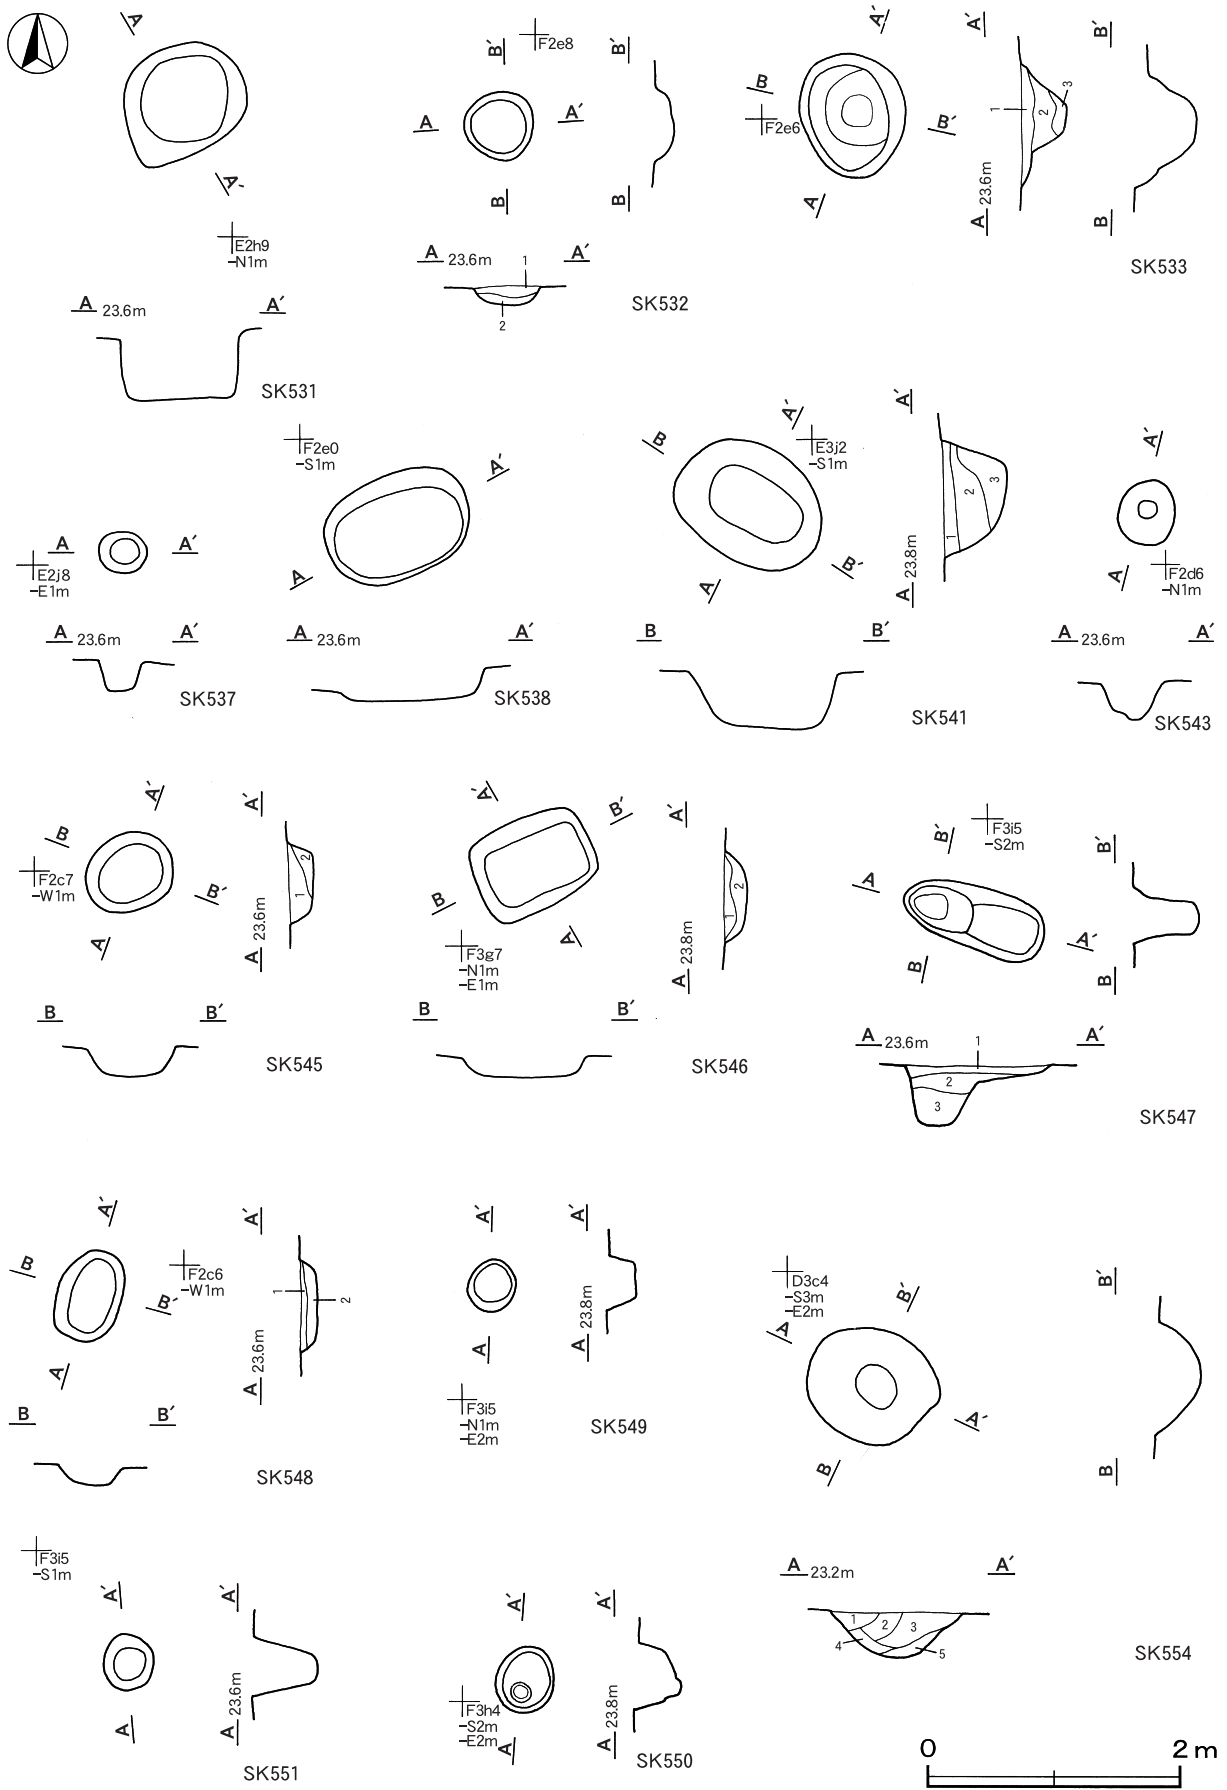 A
A′
E2h9
-N1m
A 23.6m A′
SK531
F2e8
B′
A A′
B
B′
B
A 23.6m A′
1
2
SK532
A′
B
F2e6
B′
A
A′
1
2
3
A 23.6m
B′
B
SK533
A A′
E2j8
-E1m
A 23.6m A′
SK537
F2e0
-S1m
A′
A
A 23.6m A′
SK538
B
A′
E3j2
-S1m
B′
A
A′
1
2
3
A 23.8m
B B′
SK541
A′
A
F2d6
-N1m
A 23.6m A′
SK543
A′
B
F2c7
-W1m
B′
A
A′
1
2
A 23.6m
B B′
SK545
A′
B′
B
A
F3g7
-N1m
-E1m
A′
1
2
A 23.8m
B B′
SK546
F3i5
-S2m
B′
A
A′
B
B′
B
A 23.6m A′
1
2
3
SK547
A′
B
F2c6
-W1m
B′
A
A′
1
2
A 23.6m
B B′
SK548
A′
A
F3i5
-N1m
-E2m
A′
A 23.8m
SK549
D3c4
-S3m
-E2m
B′
A
A′
B
B′
B
A 23.2m A′
1
2
3
4
5
SK554
F3i5
-S1m
A′
A
A′
A 23.6m
SK551
A′
F3h4
-S2m
-E2m
A
A′
A 23.8m
SK550
0 2m